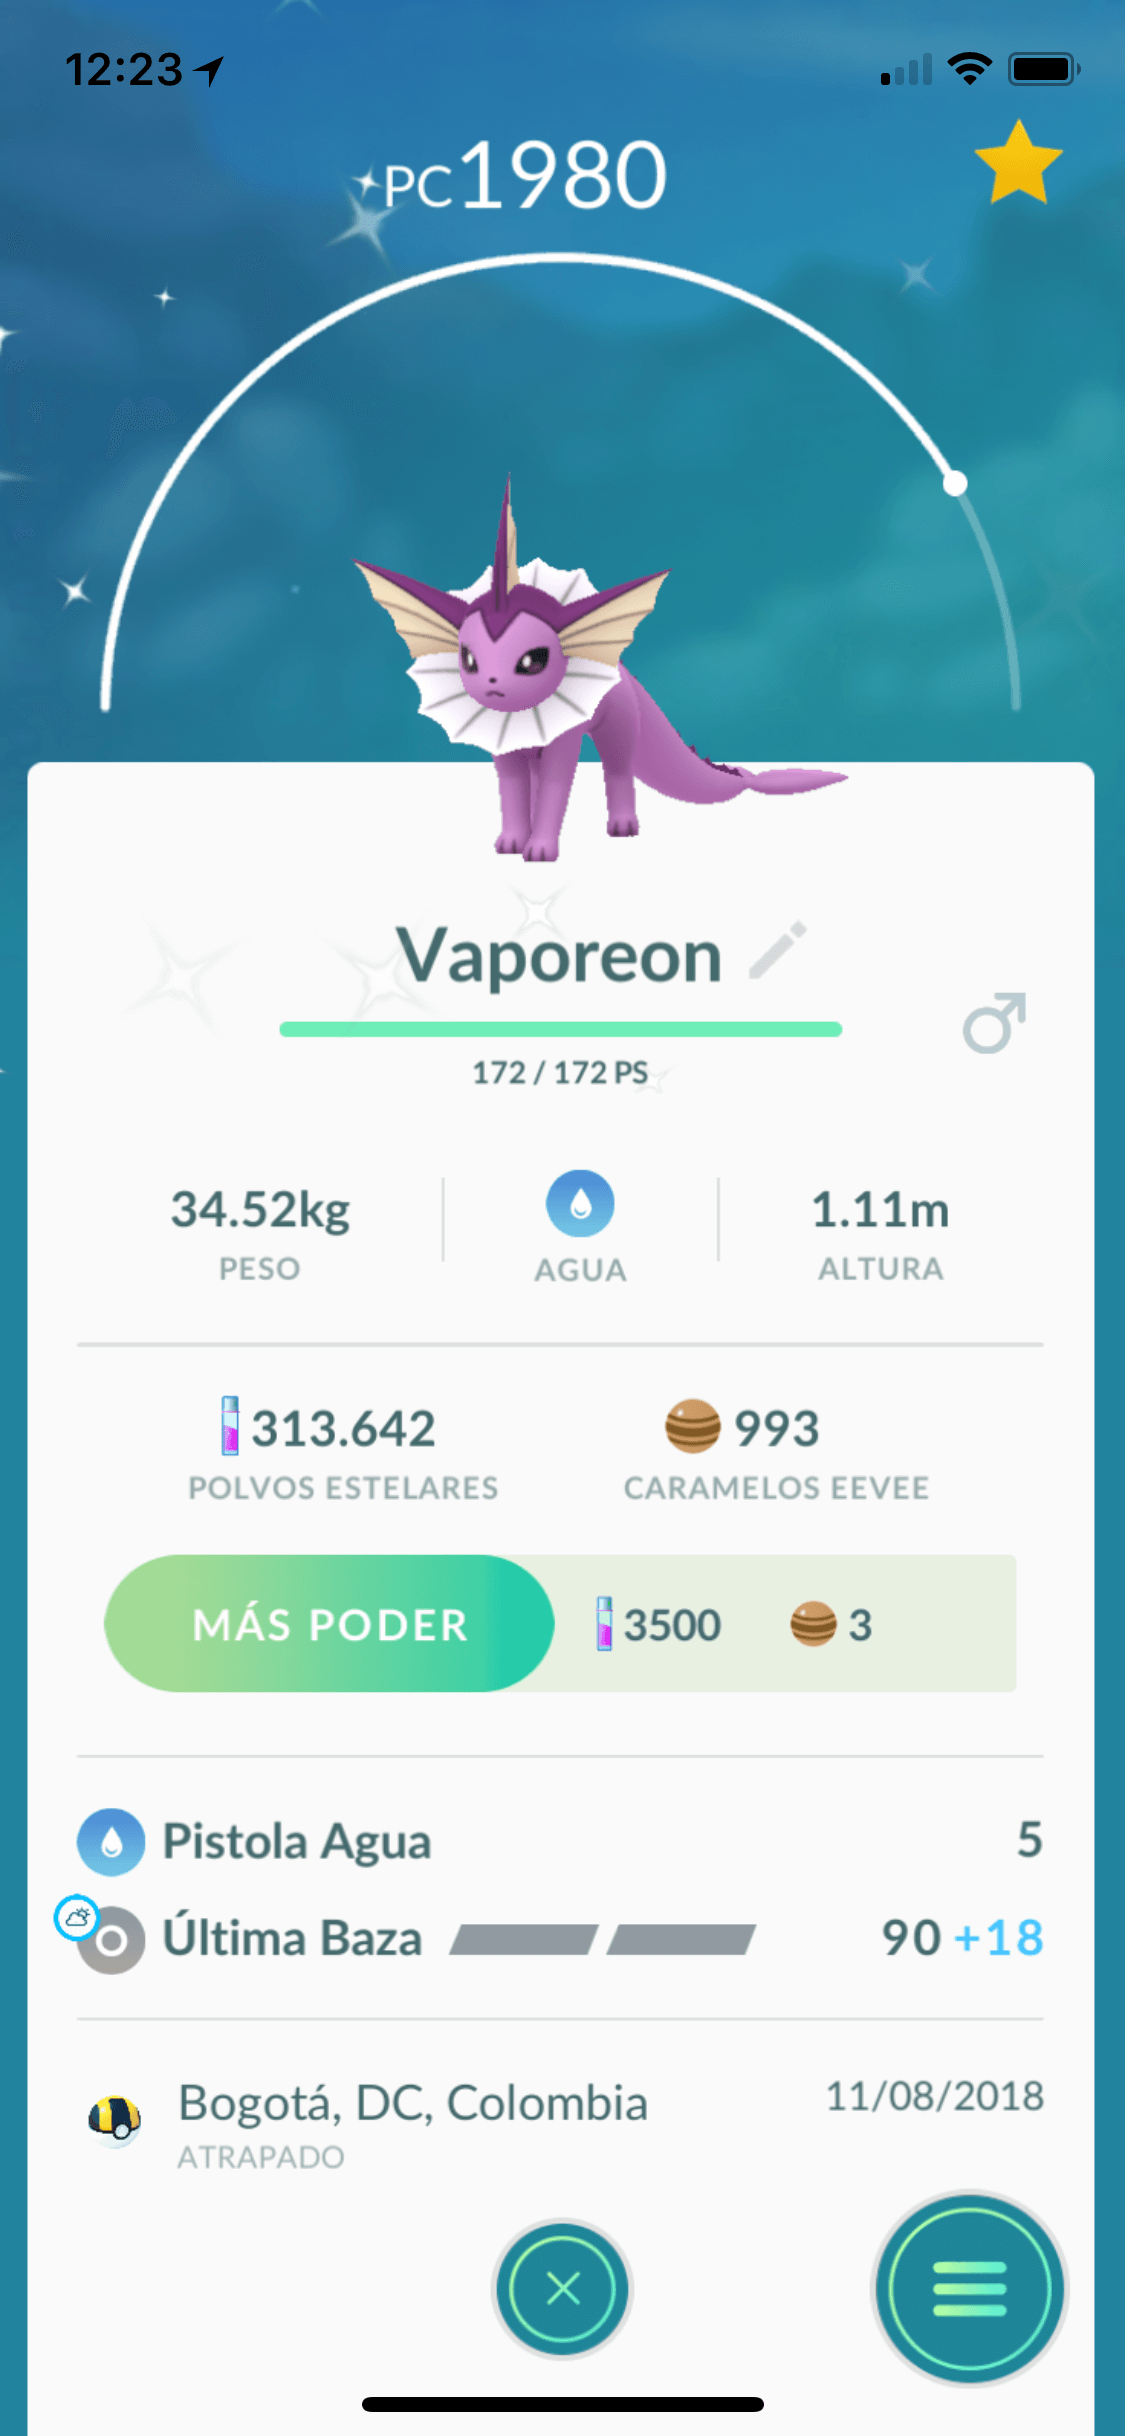 12:23
PC1980
Vaporeon
172 / 172 PS
34.52kg
PESO
AGUA
1.11m
ALTURA
313.642
POLVOS ESTELARES
993
CARAMELOS EEVEE
MÁS PODER 3500 3
Pistola Agua 5
Última Baza 90 +18
Bogotá, DC, Colombia 11/08/2018
ATRAPADO